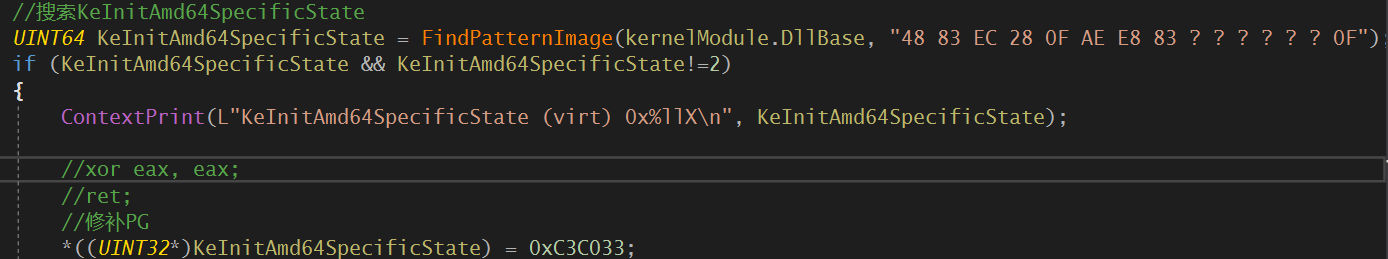 //搜索KeInitAmd64SpecificState
UINT64 KeInitAmd64SpecificState = FindPatternImage(kernelModule.DllBase, "48 83 EC 28 0F AE E8 83 ? ? ? ? ? ? 0F");
if (KeInitAmd64SpecificState && KeInitAmd64SpecificState!=2)
{
ContextPrint(L"KeInitAmd64SpecificState (virt) 0x%llX\n", KeInitAmd64SpecificState);
//xor eax, eax;
//ret;
//修补PG
*((UINT32*)KeInitAmd64SpecificState) = 0xC3C033;